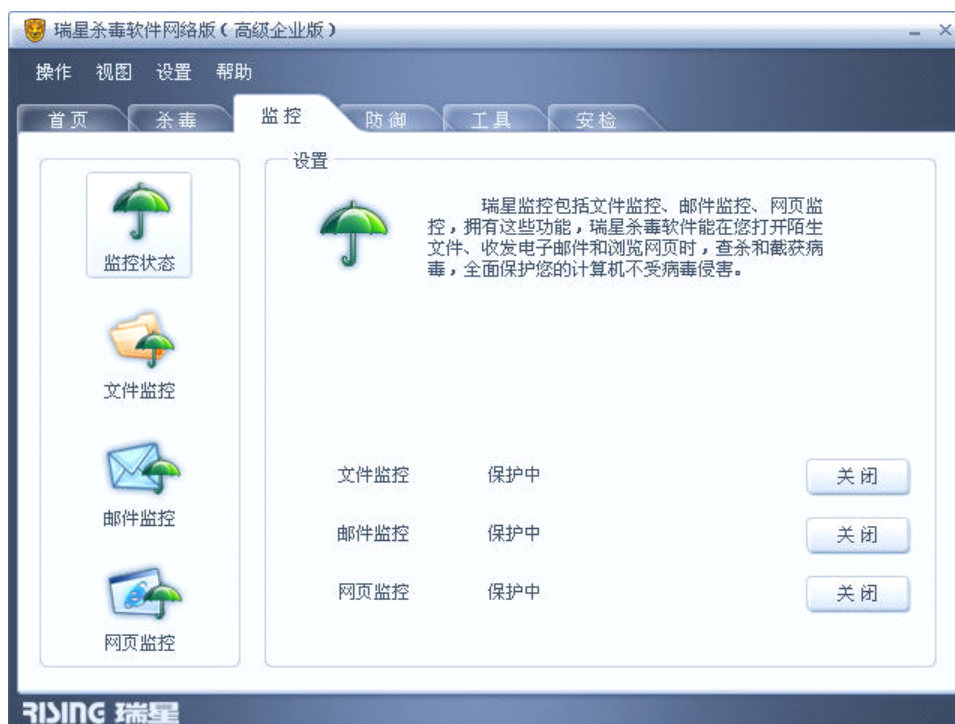 瑞星杀毒软件网络版(高级企业版)
操作 视图 设置 帮助
首页 杀毒 监控 防御 工具 安检
监控状态
文件监控
邮件监控
网页监控
设置
瑞星监控包括文件监控、邮件监控、网页监
控,拥有这些功能,瑞星杀毒软件能在您打开陌生
文件、收发电子邮件和浏览网页时,查杀和截获病
毒,全面保护您的计算机不受病毒侵害。
文件监控 保护中 关闭
邮件监控 保护中 关闭
网页监控 保护中 关闭
RISING 瑞星